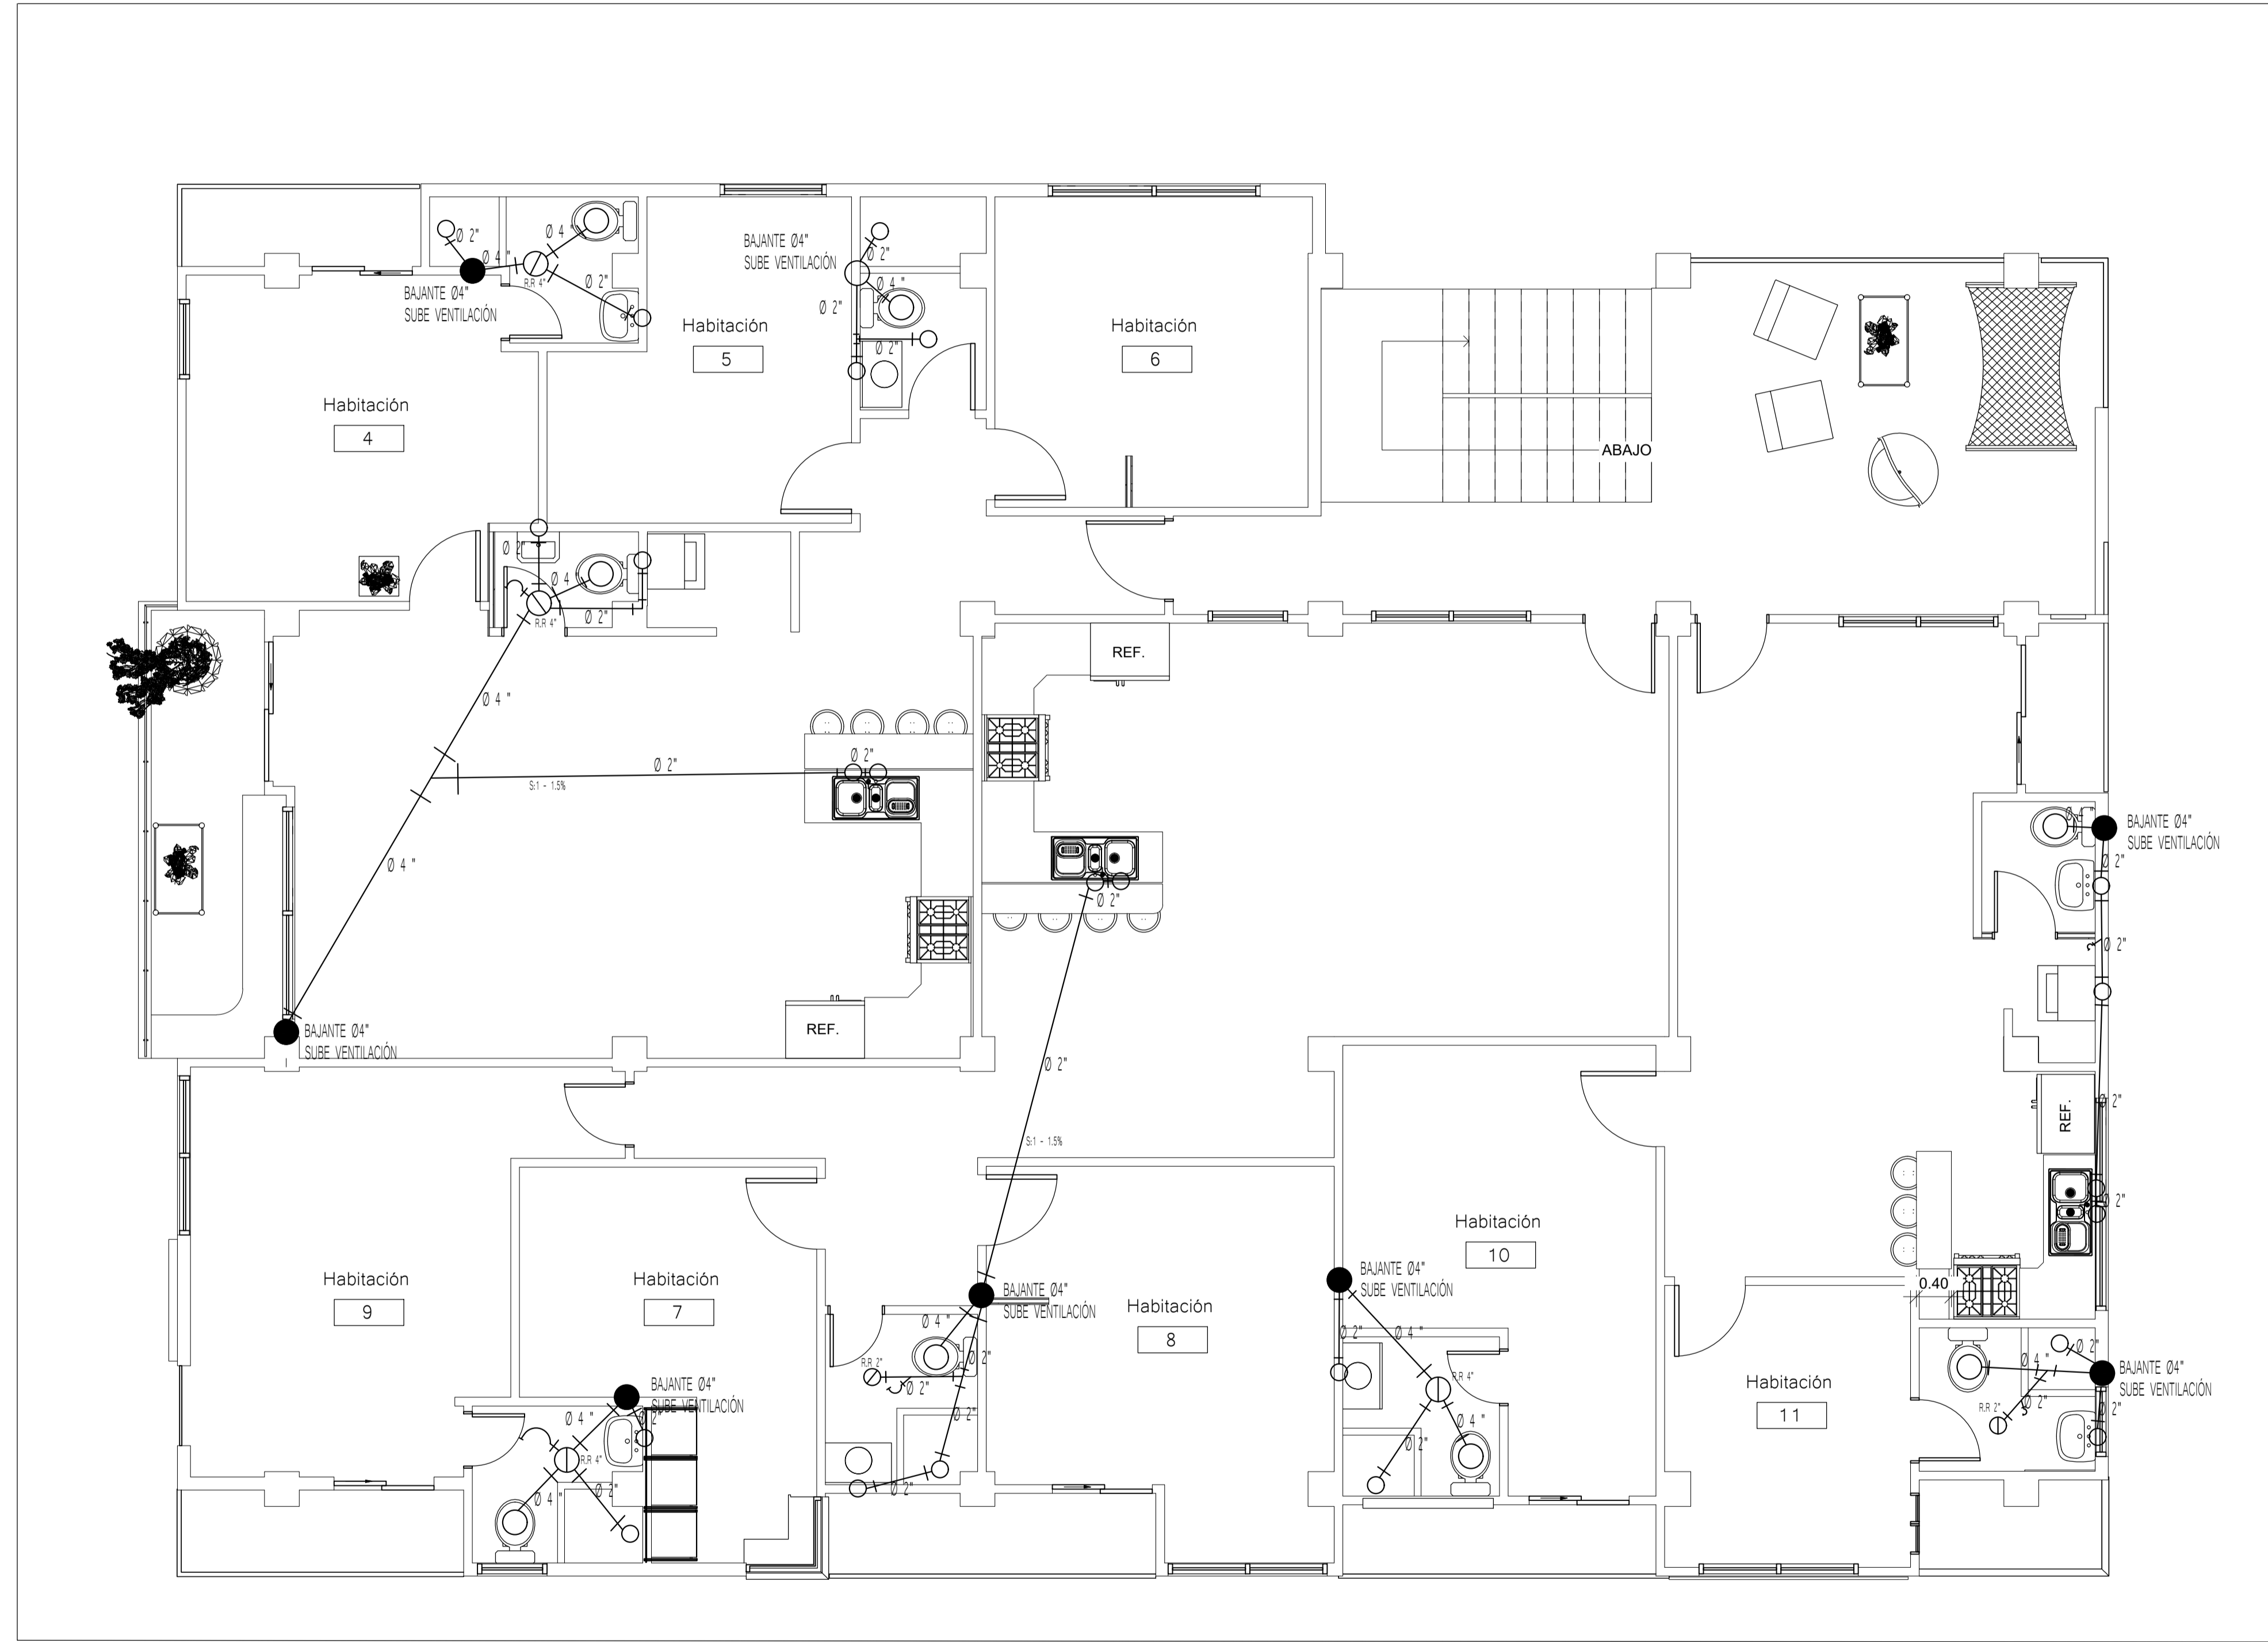 Ø 2"
Ø 4 "
Ø 4 "
R.R 4"
Ø 2"
BAJANTE Ø4"
SUBE VENTILACIÓN
BAJANTE Ø4"
SUBE VENTILACIÓN
Ø 2"
Ø 4 "
Ø 2"
Ø 2"
Habitación
4
Habitación
5
Habitación
6
ABAJO
Ø 2"
Ø 4 "
Ø 2"
R.R 4"
Ø 4 "
Ø 2"
S:1 - 1.5%
Ø 2"
Ø 4 "
REF.
REF.
BAJANTE Ø4"
SUBE VENTILACIÓN
Ø 2"
Ø 2"
S:1 - 1.5%
BAJANTE Ø4"
SUBE VENTILACIÓN
Ø 2"
Ø 2"
REF.
Ø 2"
Ø 2"
0.40
Habitación
9
Habitación
7
Habitación
8
Habitación
10
Habitación
11
BAJANTE Ø4"
SUBE VENTILACIÓN
Ø 4 "
Ø 2"
R.R 4"
Ø 4 "
Ø 2"
BAJANTE Ø4"
SUBE VENTILACIÓN
Ø 4 "
Ø 2"
R.R 2"
Ø 2"
Ø 2"
Ø 2"
BAJANTE Ø4"
SUBE VENTILACIÓN
Ø 2"
Ø 4 "
R.R 4"
Ø 4 "
Ø 2"
BAJANTE Ø4"
SUBE VENTILACIÓN
Ø 2"
Ø 4 "
Ø 2"
R.R 2"
Ø 2"